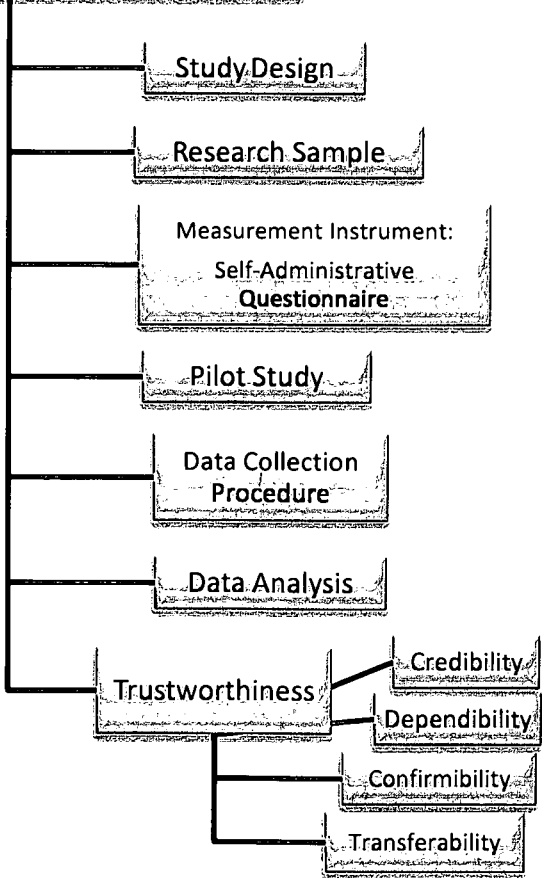 Study Design
Research Sample
Measurement Instrument:
Self-Administrative
Questionnaire
Pilot Study
Data Collection
Procedure
Data Analysis
Trustworthiness
Credibility
Dependibility
Confirmibility
Transferability